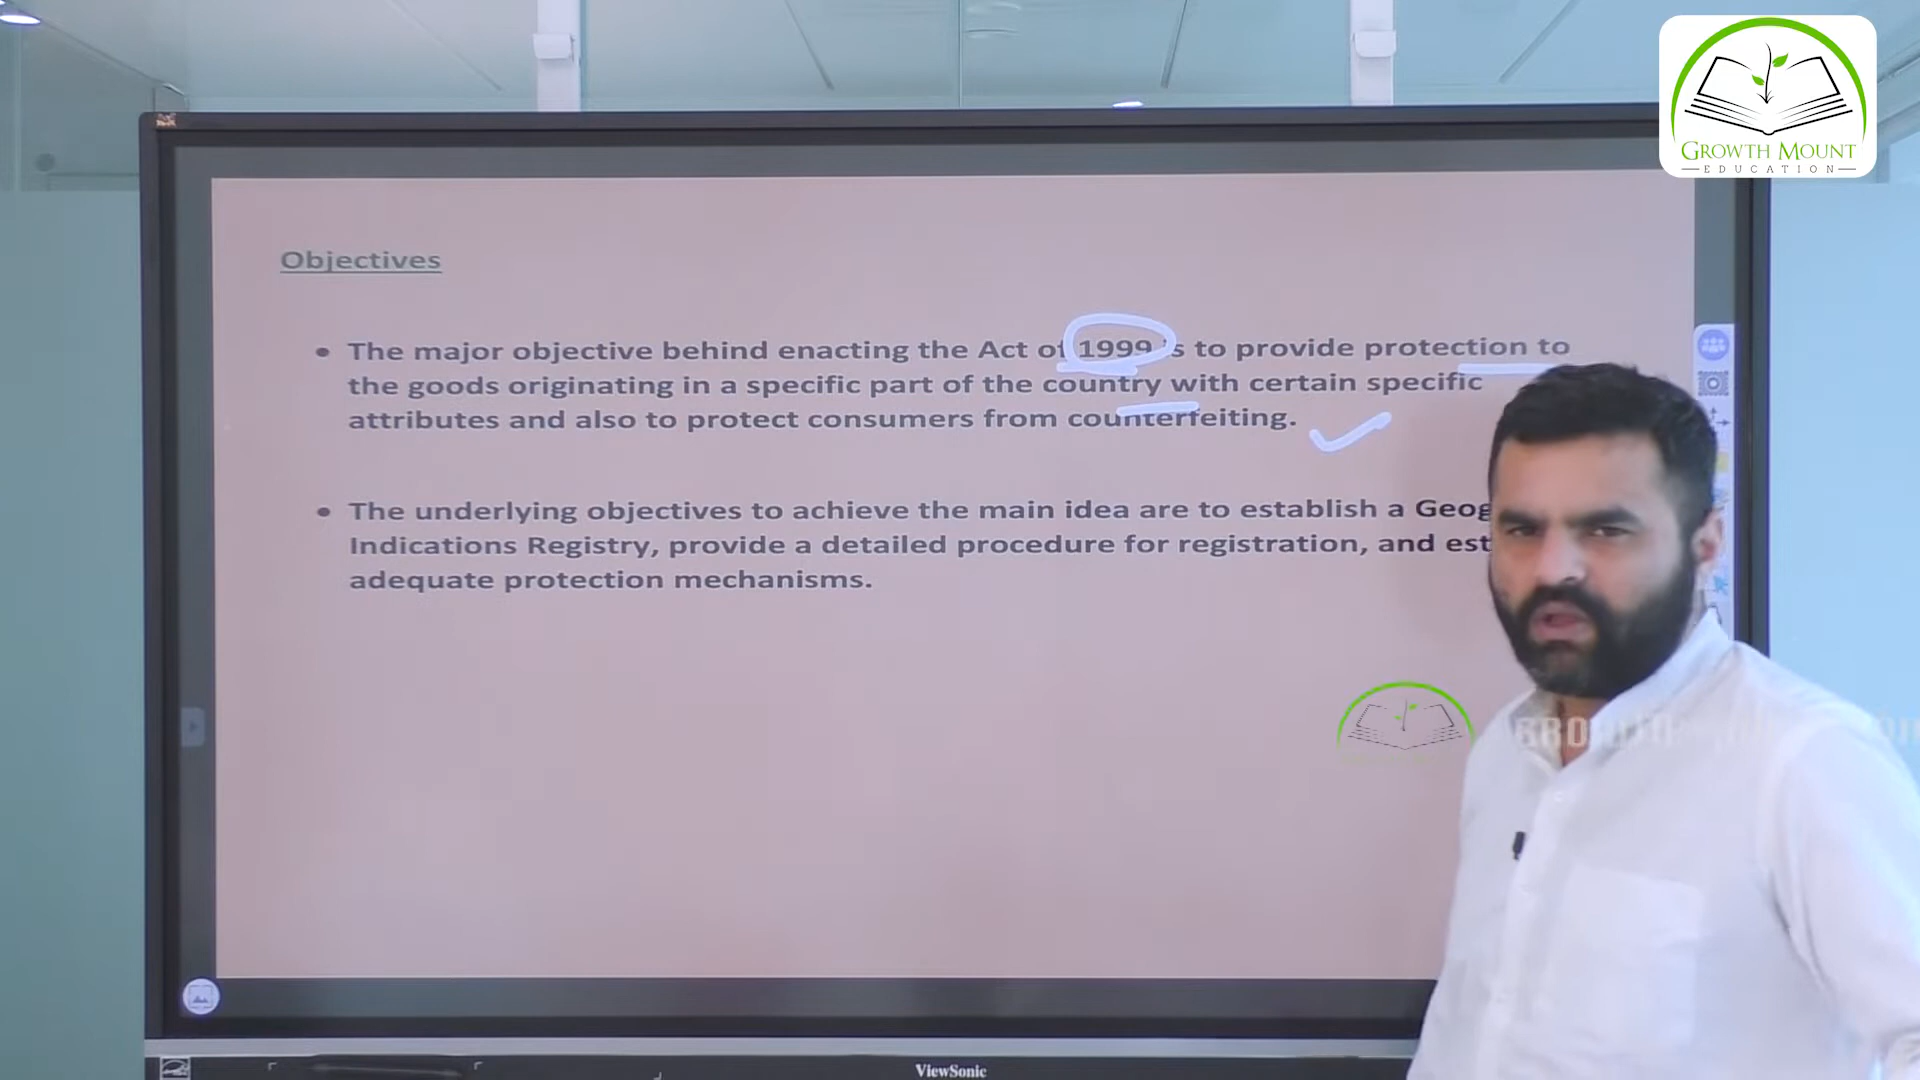 GROWTH MOUNT
EDUCATION
Objectives
• The major objective behind enacting the Act of 1999 is to provide protection to
the goods originating in a specific part of the country with certain specific
attributes and also to protect consumers from counterfeiting.
• The underlying objectives to achieve the main idea are to establish a Geog
Indications Registry, provide a detailed procedure for registration, and est
adequate protection mechanisms.
ViewSonic